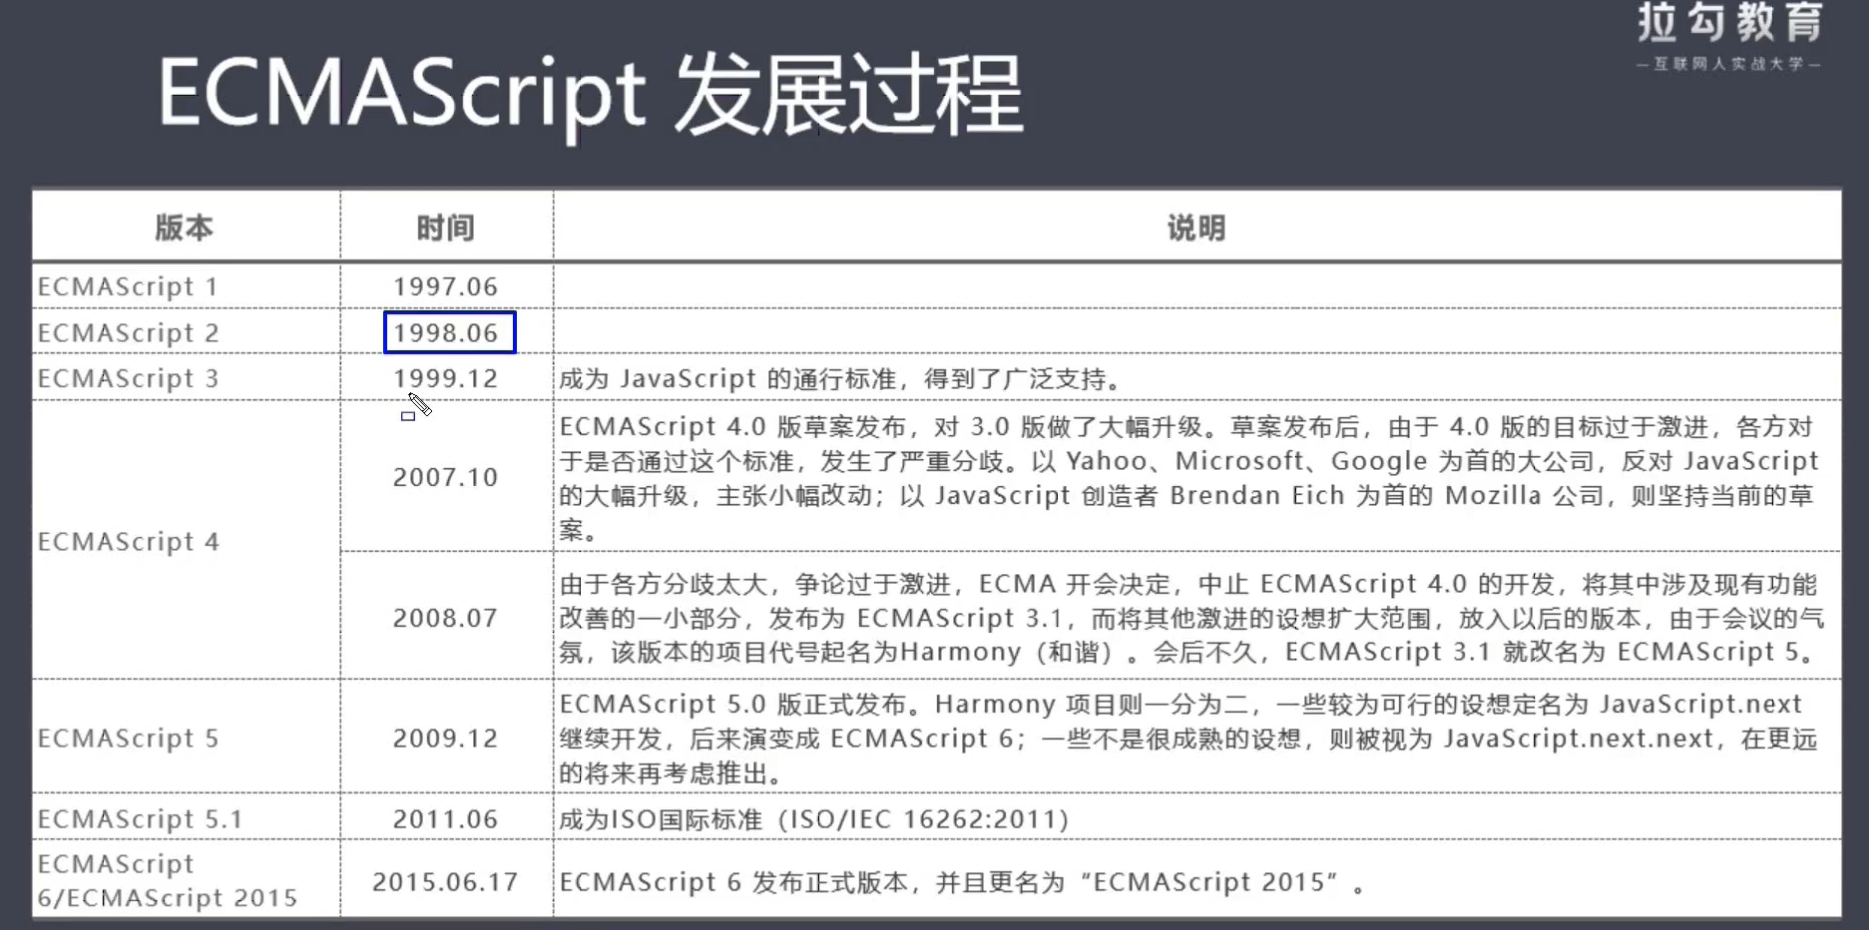 拉勾教育
—互联网人实战大学—
ECMAScript 发展过程
版本 时间 说明
ECMAScript 1 1997.06
ECMAScript 2 1998.06
ECMAScript 3 1999.12 成为 JavaScript 的通行标准，得到了广泛支持。
ECMAScript 4
2007.10
ECMAScript 4.0 版草案发布，对 3.0 版做了大幅升级。草案发布后，由于 4.0 版的目标过于激进，各方对
于是否通过这个标准，发生了严重分歧。以 Yahoo、Microsoft、Google 为首的大公司，反对 JavaScript
的大幅升级，主张小幅改动；以 JavaScript 创造者 Brendan Eich 为首的 Mozilla 公司，则坚持当前的草
案。
2008.07
由于各方分歧太大，争论过于激进，ECMA 开会决定，中止 ECMAScript 4.0 的开发，将其中涉及现有功能
改善的一小部分，发布为 ECMAScript 3.1，而将其他激进的设想扩大范围，放入以后的版本，由于会议的气
氛，该版本的项目代号起名为Harmony（和谐）。会后不久，ECMAScript 3.1 就改名为 ECMAScript 5。
ECMAScript 5
2009.12
ECMAScript 5.0 版正式发布。Harmony 项目则一分为二，一些较为可行的设想定名为 JavaScript.next
继续开发，后来演变成 ECMAScript 6；一些不是很成熟的设想，则被视为 JavaScript.next.next，在更远
的将来再考虑推出。
ECMAScript 5.1 2011.06 成为ISO国际标准（ISO/IEC 16262:2011）
ECMAScript
6/ECMAScript 2015
2015.06.17
ECMAScript 6 发布正式版本，并且更名为“ECMAScript 2015”。